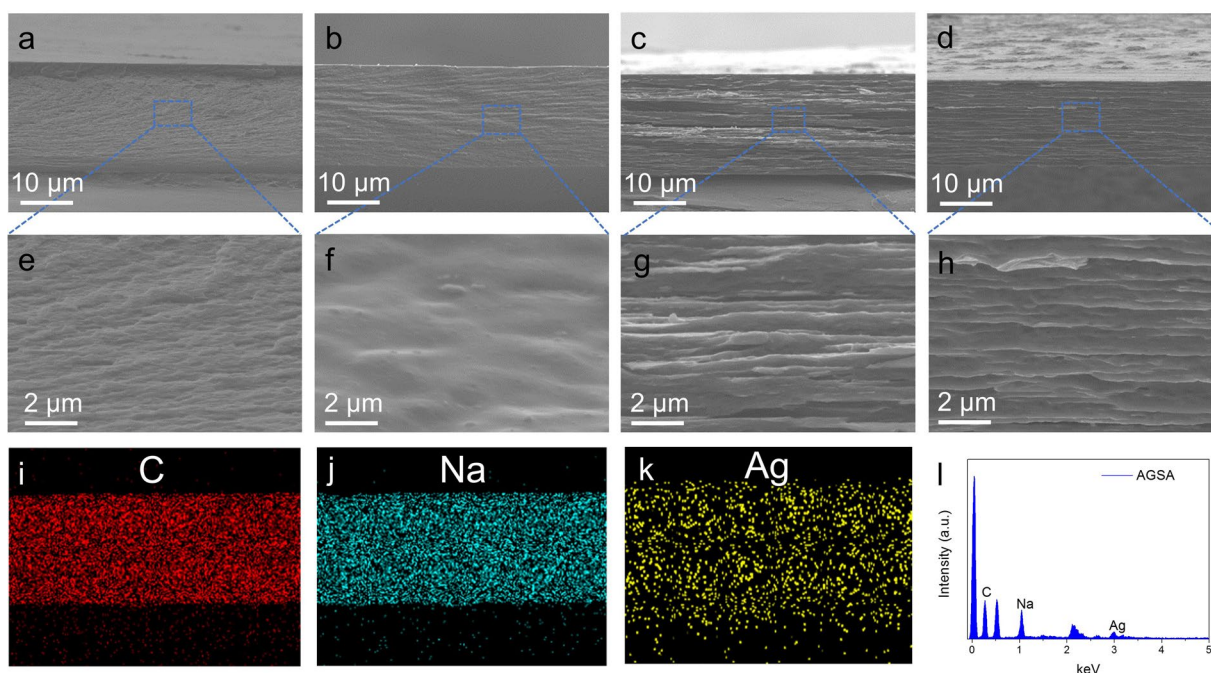 a
10 µm
b
10 µm
c
10 µm
d
10 µm
e
2 µm
f
2 µm
g
2 µm
h
2 µm
i
C
j
Na
k
Ag
l
AGSA
Intensity (a.u.)
C
Na
Ag
0 1 2 3 4 5
keV